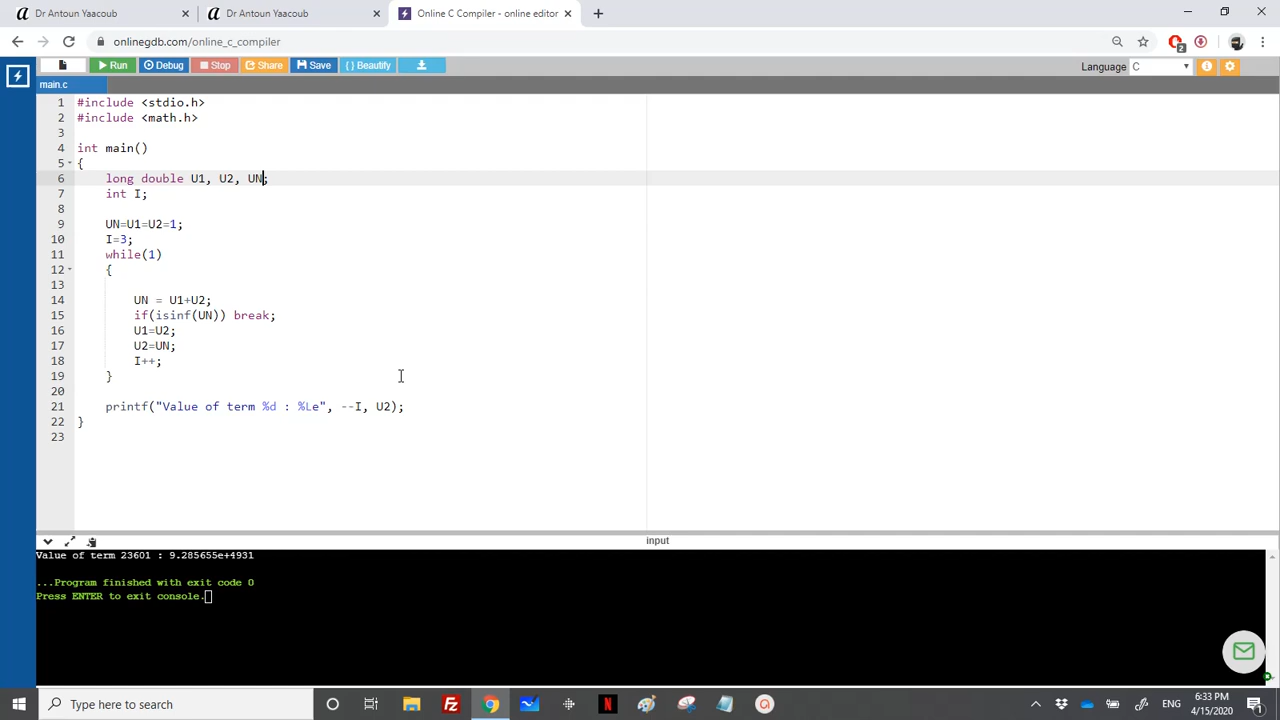 Dr Antoun Yaacoub
Dr Antoun Yaacoub
Online C Compiler - online editor
onlinegdb.com/online_c_compiler
2
Run
Debug
Stop
Share
Save
{ } Beautify
Language
C
main.c
1 #include <stdio.h>
2 #include <math.h>
3
4 int main()
5 {
6 long double U1, U2, UN;
7 int I;
8
9 UN=U1=U2=1;
10 I=3;
11 while(1)
12 {
13
14 UN = U1+U2;
15 if(isinf(UN)) break;
16 U1=U2;
17 U2=UN;
18 I++;
19 }
20
21 printf("Value of term %d : %Le", --I, U2);
22 }
23
input
Value of term 23601 : 9.285655e+4931
...Program finished with exit code 0
Press ENTER to exit console.
Type here to search
ENG
6:33 PM
4/15/2020
1